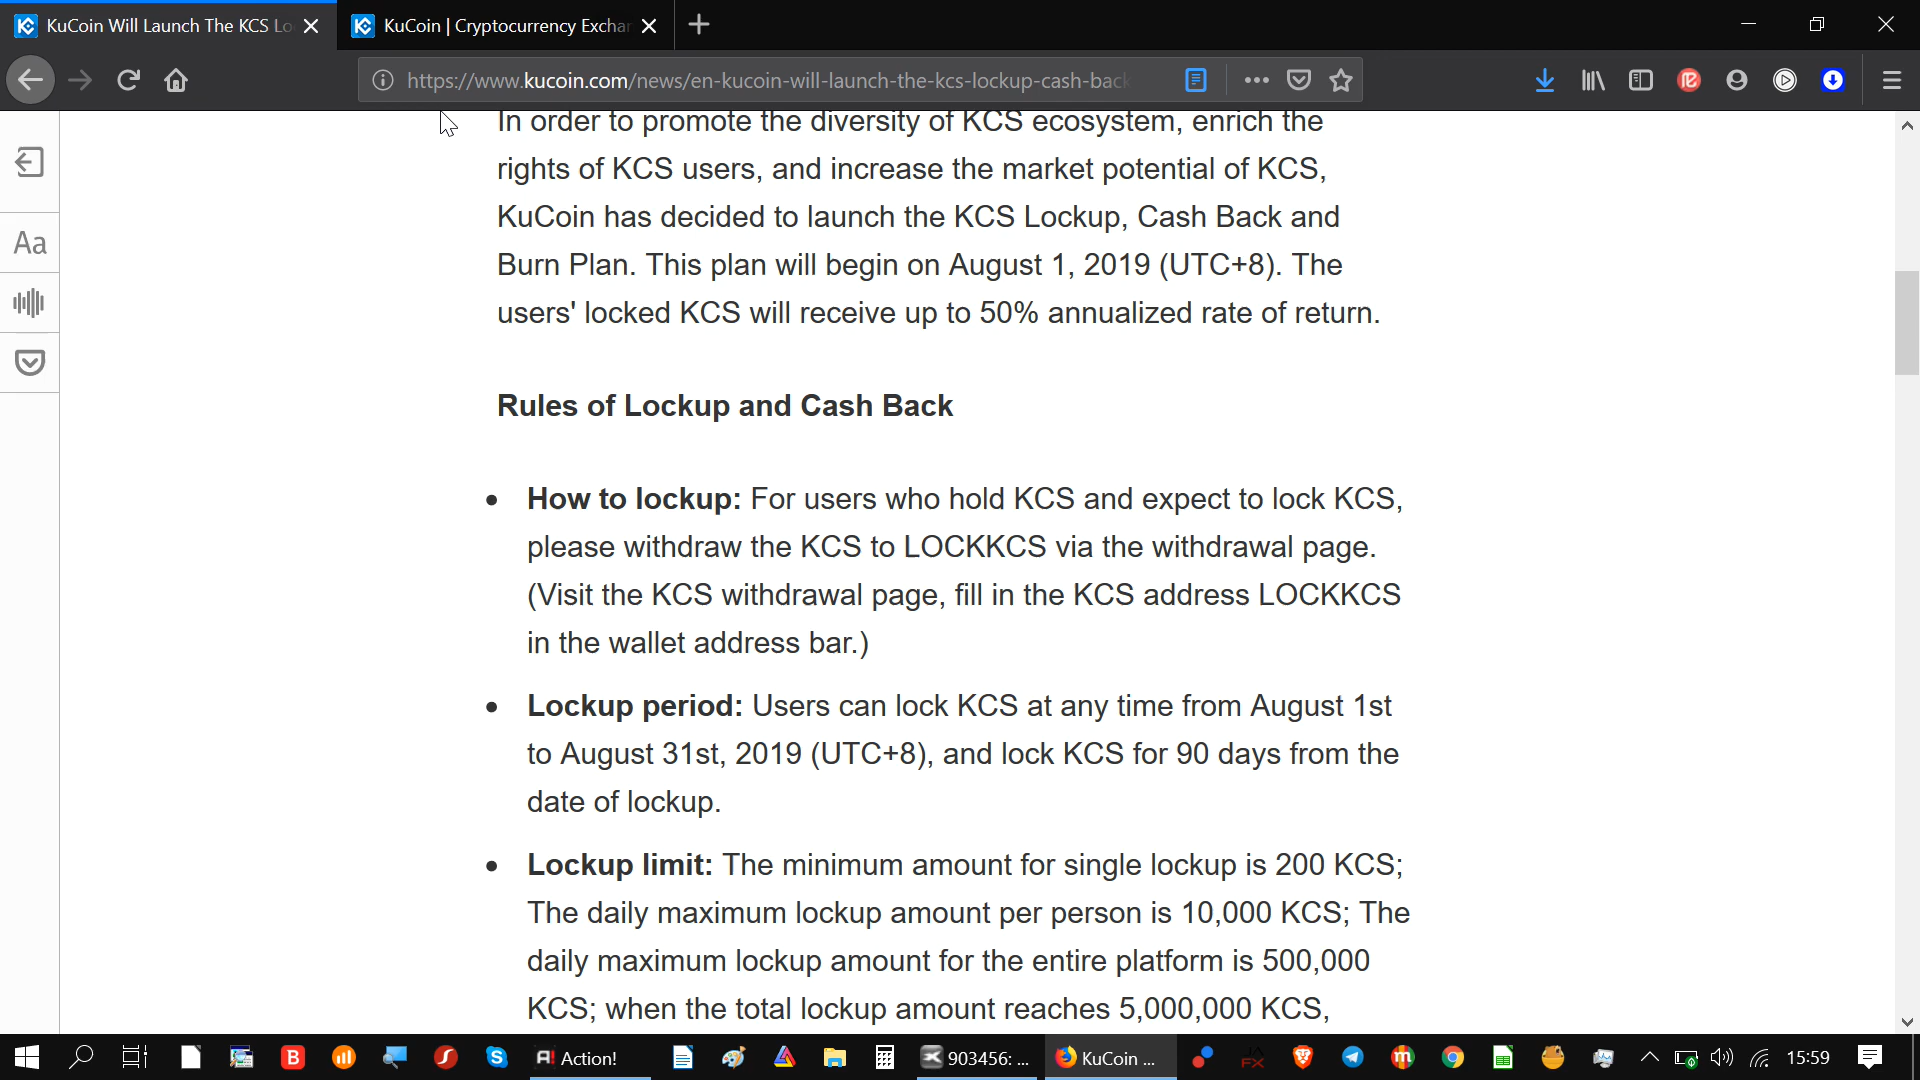 KuCoin Will Launch The KCS Lo
KuCoin | Cryptocurrency Exchan
https://www.kucoin.com/news/en-kucoin-will-launch-the-kcs-lockup-cash-back
In order to promote the diversity of KCS ecosystem, enrich the
rights of KCS users, and increase the market potential of KCS,
KuCoin has decided to launch the KCS Lockup, Cash Back and
Burn Plan. This plan will begin on August 1, 2019 (UTC+8). The
users' locked KCS will receive up to 50% annualized rate of return.
Aa
Rules of Lockup and Cash Back
• How to lockup: For users who hold KCS and expect to lock KCS,
please withdraw the KCS to LOCKKCS via the withdrawal page.
(Visit the KCS withdrawal page, fill in the KCS address LOCKKCS
in the wallet address bar.)
• Lockup period: Users can lock KCS at any time from August 1st
to August 31st, 2019 (UTC+8), and lock KCS for 90 days from the
date of lockup.
• Lockup limit: The minimum amount for single lockup is 200 KCS;
The daily maximum lockup amount per person is 10,000 KCS; The
daily maximum lockup amount for the entire platform is 500,000
KCS; when the total lockup amount reaches 5,000,000 KCS,
Action!
903456: ...
KuCoin ...
15:59